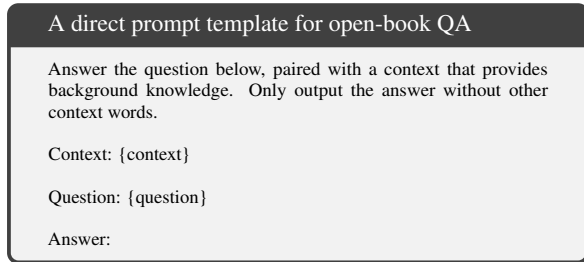 A direct prompt template for open-book QA
Answer the question below, paired with a context that provides
background knowledge. Only output the answer without other
context words.
Context: {context}
Question: {question}
Answer: